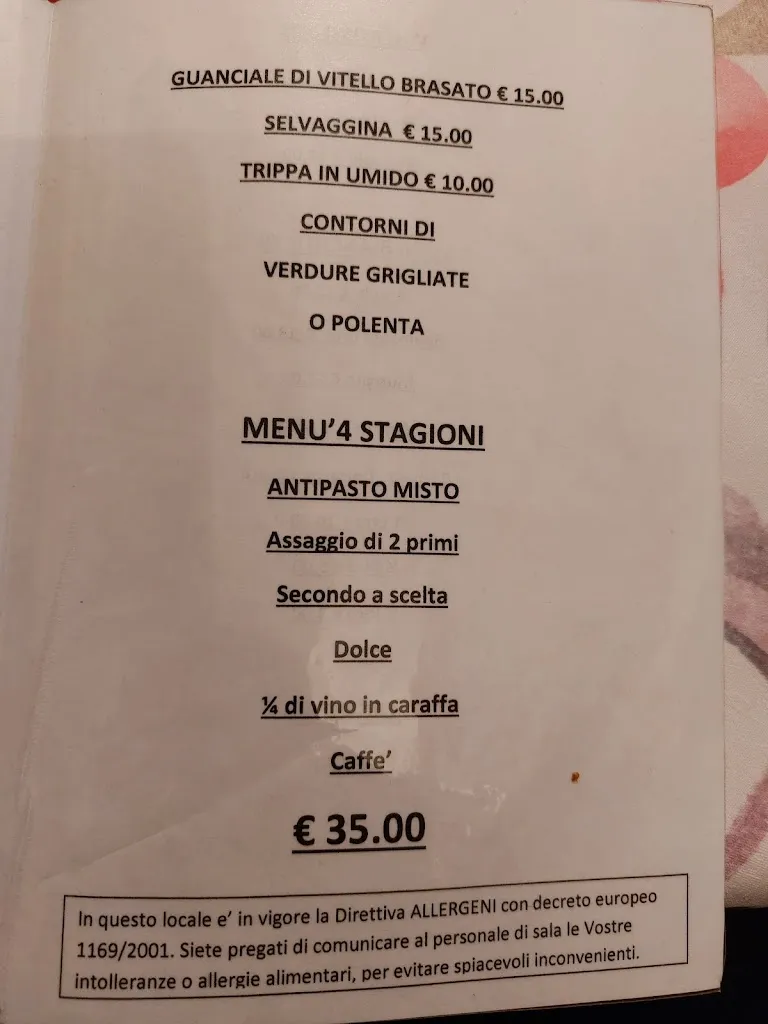 GUANCIALE DI VITELLO BRASATO € 15.00
SELVAGGINA € 15.00
TRIPPA IN UMIDO € 10.00
CONTORNI DI
VERDURE GRIGLIATE
O POLENTA
MENU'4 STAGIONI
ANTIPASTO MISTO
Assaggio di 2 primi
Secondo a scelta
Dolce
¼ di vino in caraffa
Caffe'
€ 35.00
In questo locale e' in vigore la Direttiva ALLERGENI con decreto europeo
1169/2001. Siete pregati di comunicare al personale di sala le Vostre
intolleranze o allergie alimentari, per evitare spiacevoli inconvenienti.